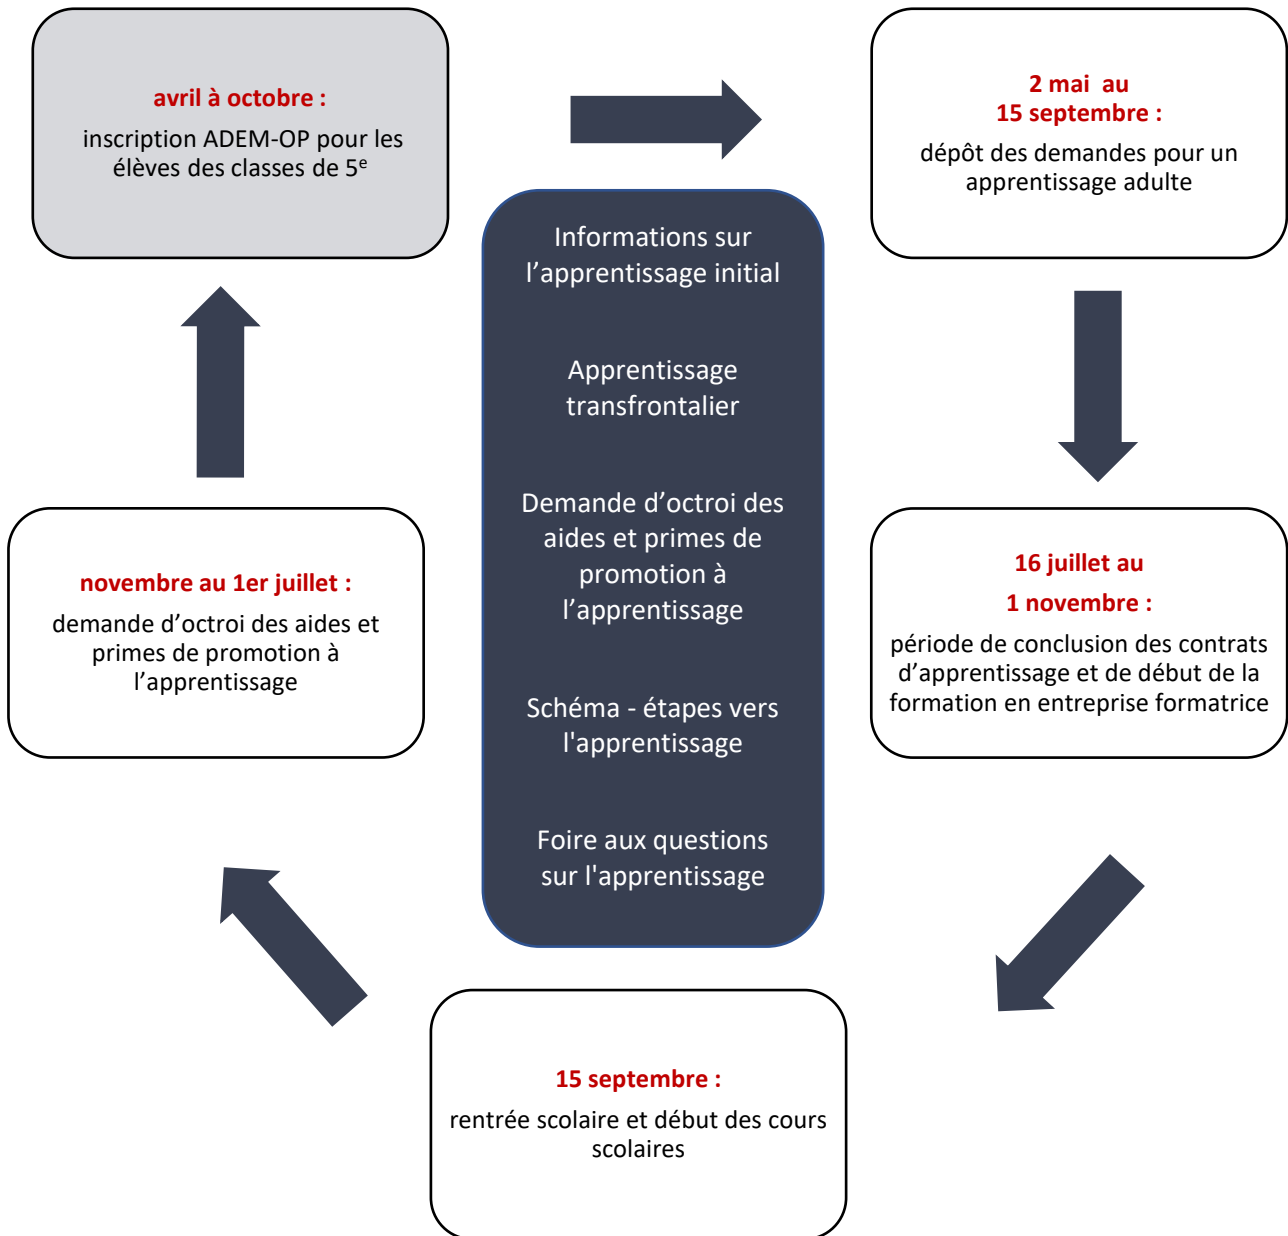 avril à octobre :
inscription ADEM-OP pour les
élèves des classes de 5e
2 mai au
15 septembre :
dépôt des demandes pour un
apprentissage adulte
Informations sur
l’apprentissage initial
Apprentissage
transfrontalier
Demande d’octroi des
aides et primes de
promotion à
l’apprentissage
Schéma - étapes vers
l'apprentissage
Foire aux questions
sur l'apprentissage
novembre au 1er juillet :
demande d’octroi des aides et
primes de promotion à
l’apprentissage
16 juillet au
1 novembre :
période de conclusion des contrats
d’apprentissage et de début de la
formation en entreprise formatrice
15 septembre :
rentrée scolaire et début des cours
scolaires